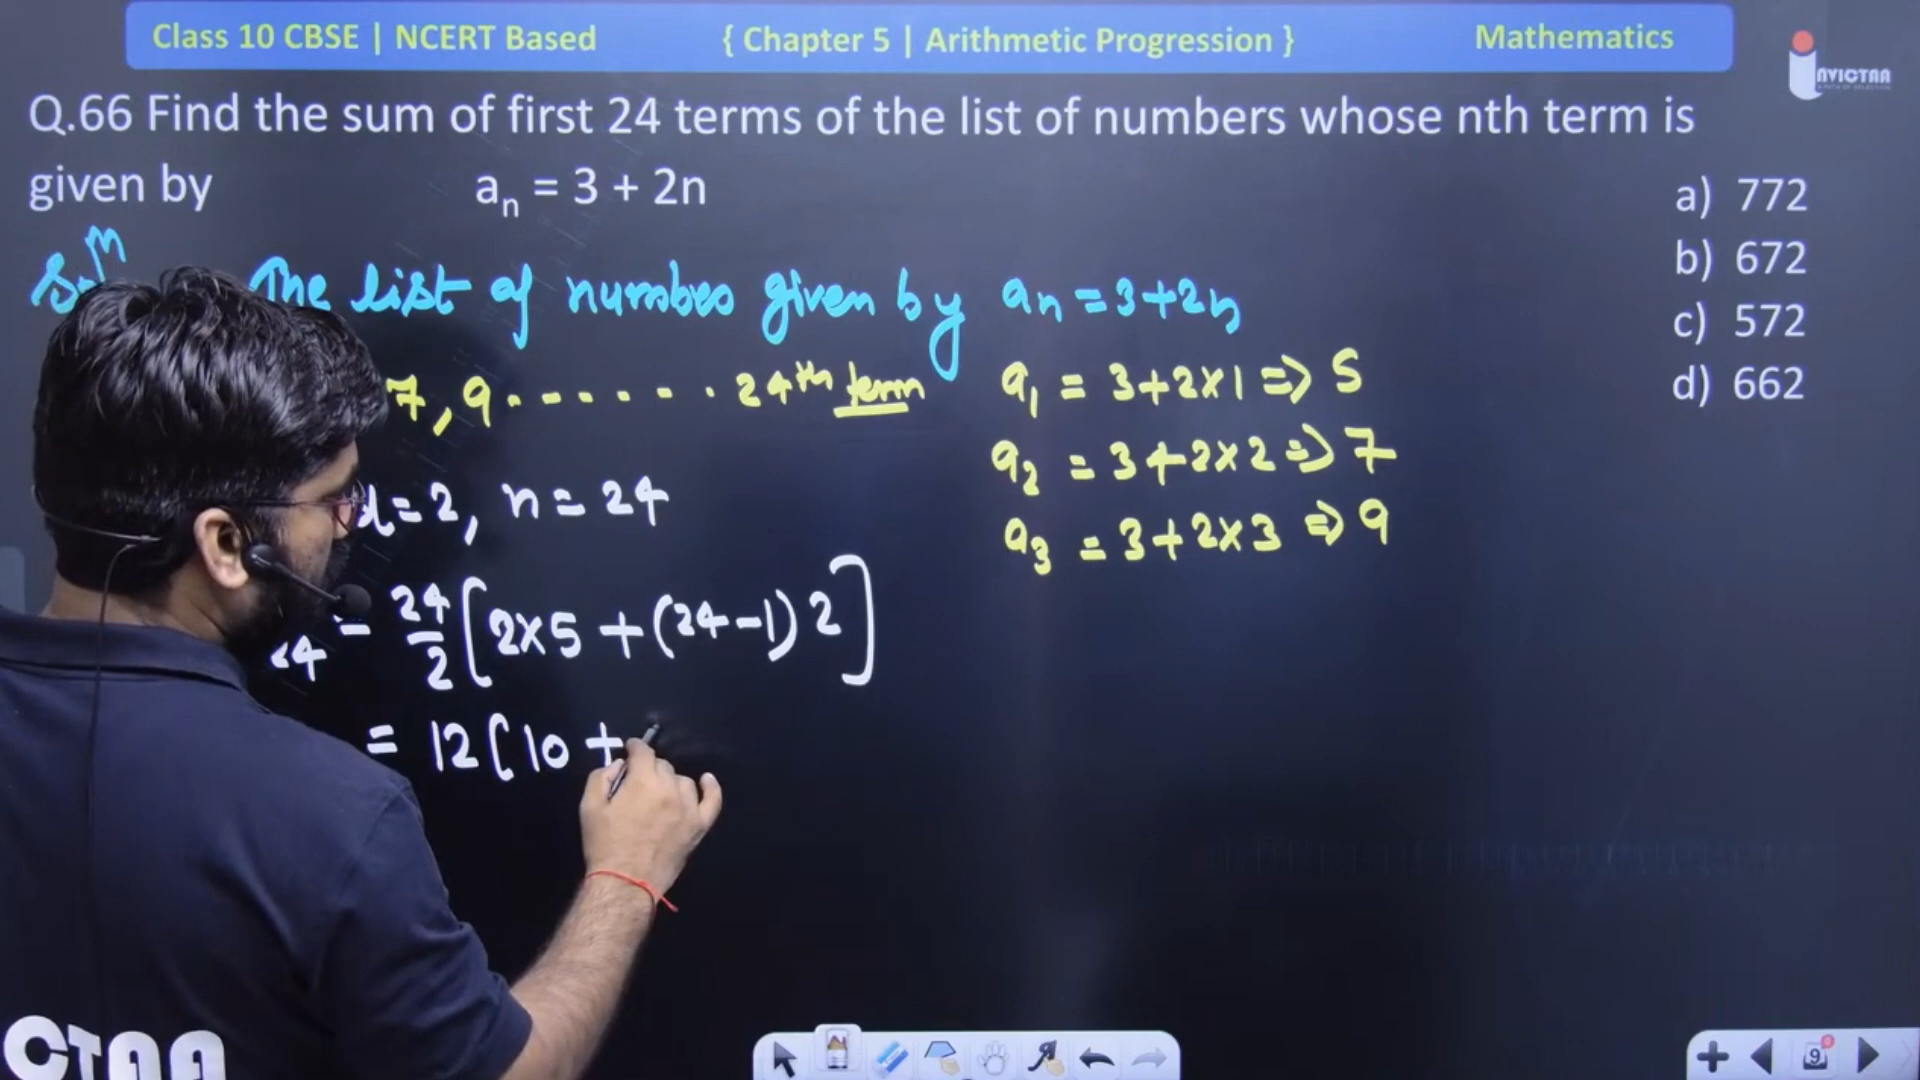 Class 10 CBSE | NCERT Based { Chapter 5 | Arithmetic Progression } Mathematics
INVICTAA
Q.66 Find the sum of first 24 terms of the list of numbers whose nth term is
given by aₙ = 3 + 2n
a) 772
b) 672
c) 572
d) 662
The list of numbers given by aₙ = 3+2n
7, 9 - - - - - - 24th term
a₁ = 3+2×1 => 5
a₂ = 3+2×2 => 7
a₃ = 3+2×3 => 9
d=2, n=24
= 24/2 [2×5 + (24-1) 2]
= 12 [10 +
CTAA
9